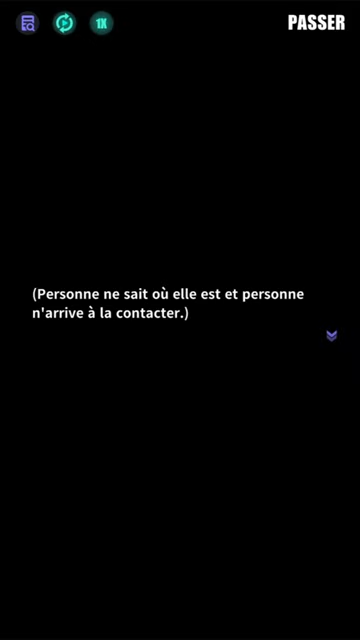 1X
PASSER
(Personne ne sait où elle est et personne
n'arrive à la contacter.)